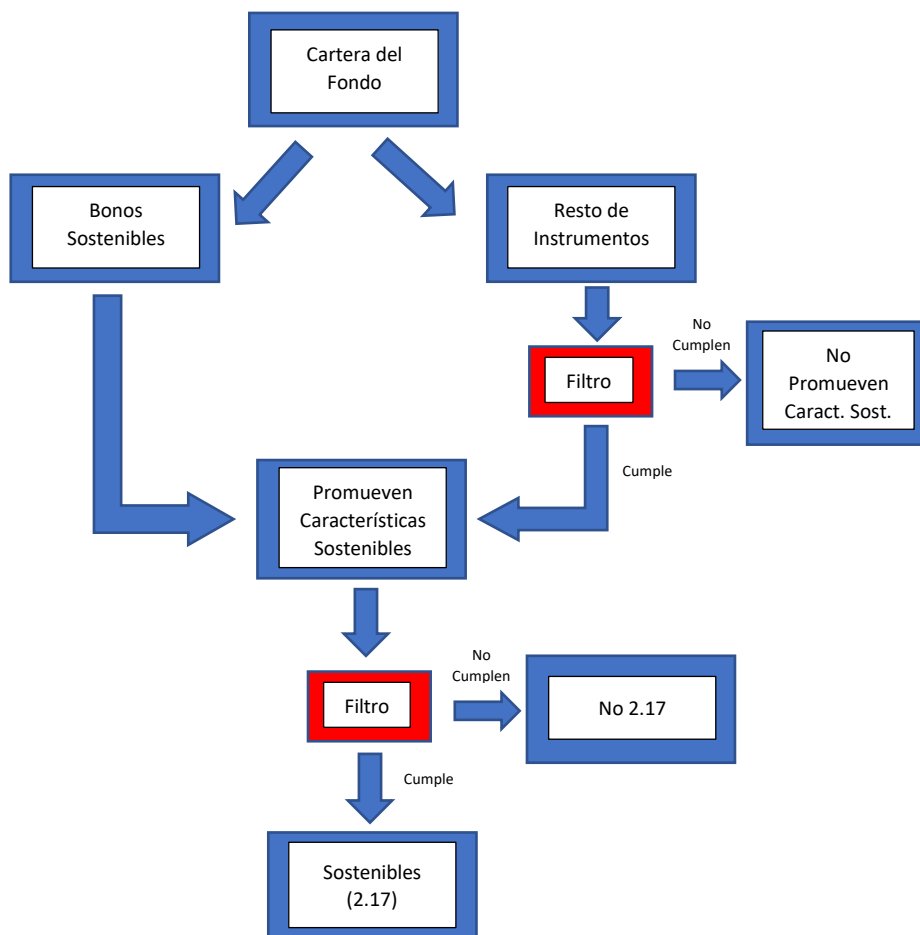 Cartera del
Fondo
Bonos
Sostenibles
Resto de
Instrumentos
No
Cumplen
Filtro
No
Promueven
Caract. Sost.
Cumple
Promueven
Características
Sostenibles
No
Cumplen
Filtro
No 2.17
Cumple
Sostenibles
(2.17)